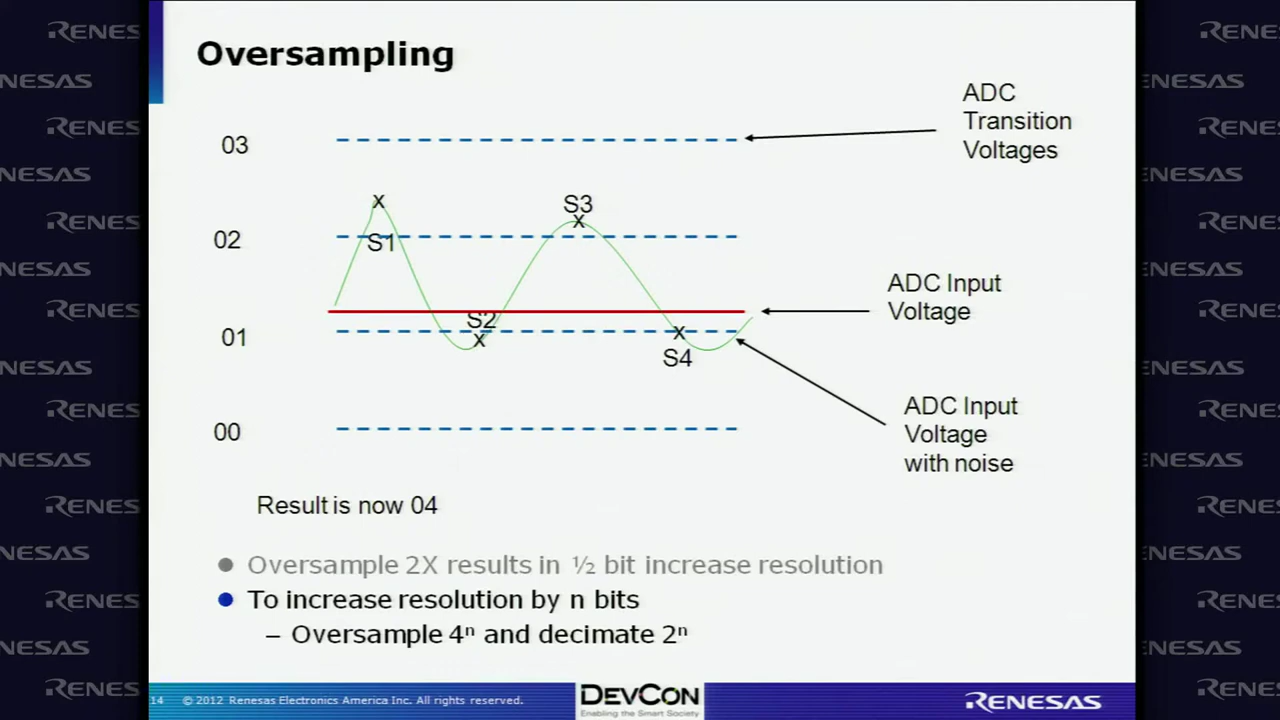 Oversampling
ADC
Transition
Voltages
03
S3
x
x
02
S1
ADC Input
Voltage
S2
01
x
x
S4
ADC Input
Voltage
with noise
00
Result is now 04
Oversample 2X results in ½ bit increase resolution
To increase resolution by n bits
– Oversample 4ⁿ and decimate 2ⁿ
14 © 2012 Renesas Electronics America Inc. All rights reserved.
DEVCON
Enabling the Smart Society
RENESAS